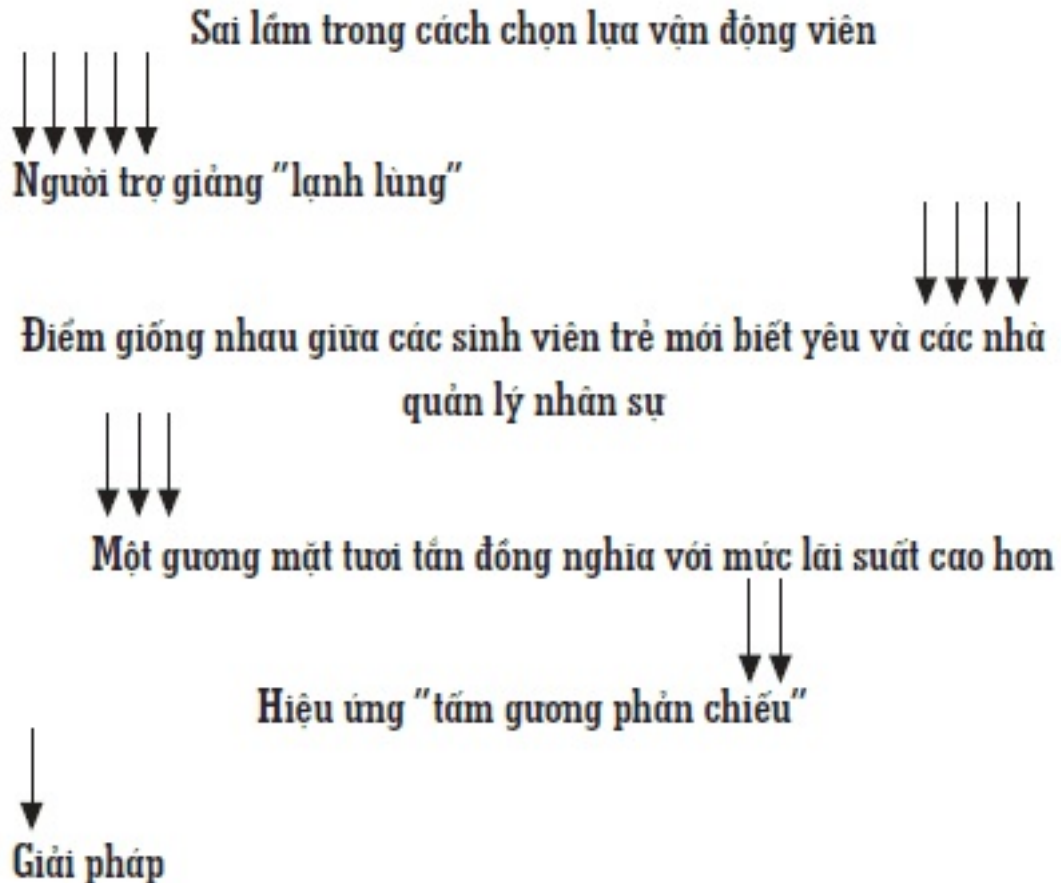 Sai lầm trong cách chọn lựa vận động viên
Người trợ giảng "lạnh lùng"
Điểm giống nhau giữa các sinh viên trẻ mới biết yêu và các nhà
quản lý nhân sự
Một gương mặt tươi tắn đồng nghĩa với mức lãi suất cao hơn
Hiệu ứng "tấm gương phản chiếu"
Giải pháp